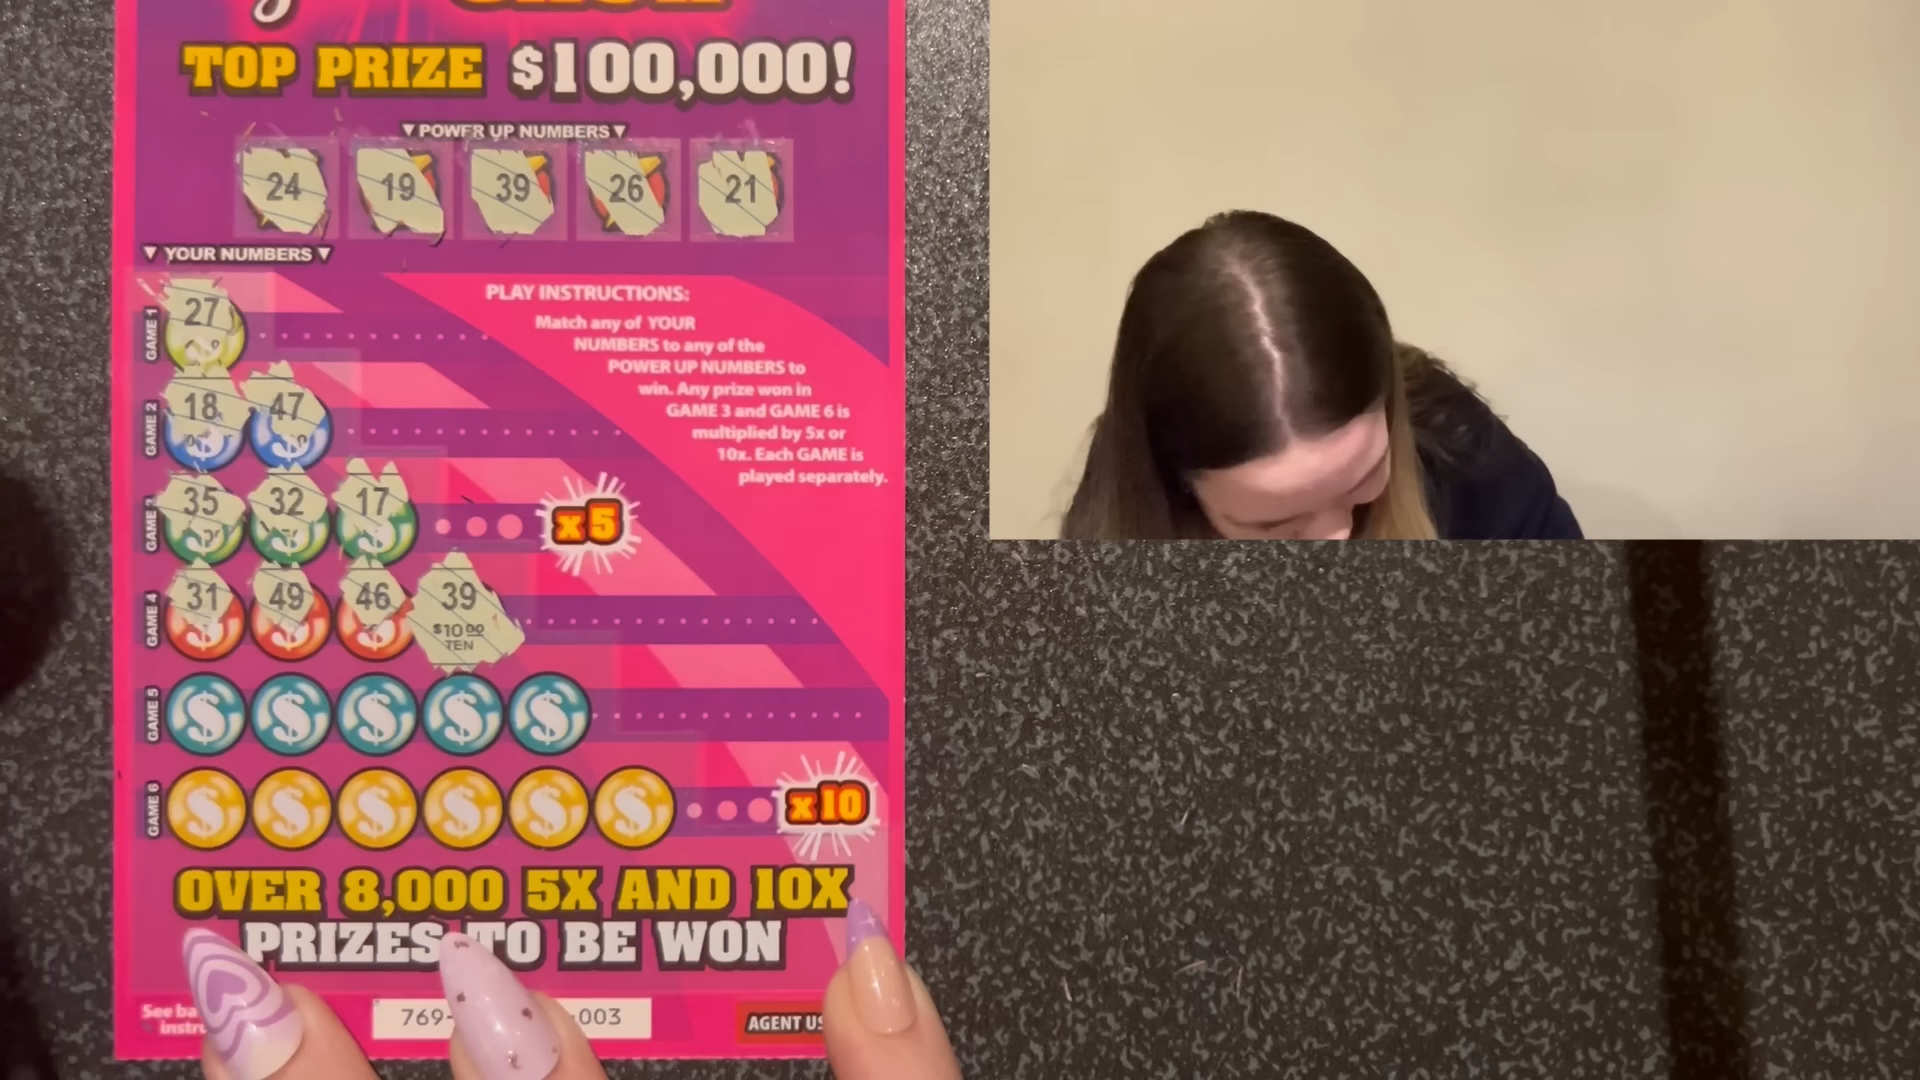 TOP PRIZE $100,000!
▼POWER UP NUMBERS▼
24 19 39 26 21
▼ YOUR NUMBERS ▼
GAME 1
27
GAME 2
18 47
GAME 3
35 32 17
x5
GAME 4
31 49 46 39
$10.00
TEN
GAME 5
$ $ $ $ $
GAME 6
$ $ $ $ $ $
x10
PLAY INSTRUCTIONS:
Match any of YOUR
NUMBERS to any of the
POWER UP NUMBERS to
win. Any prize won in
GAME 3 and GAME 6 is
multiplied by 5x or
10x. Each GAME is
played separately.
OVER 8,000 5X AND 10X
PRIZES TO BE WON
See
769- -003
AGENT